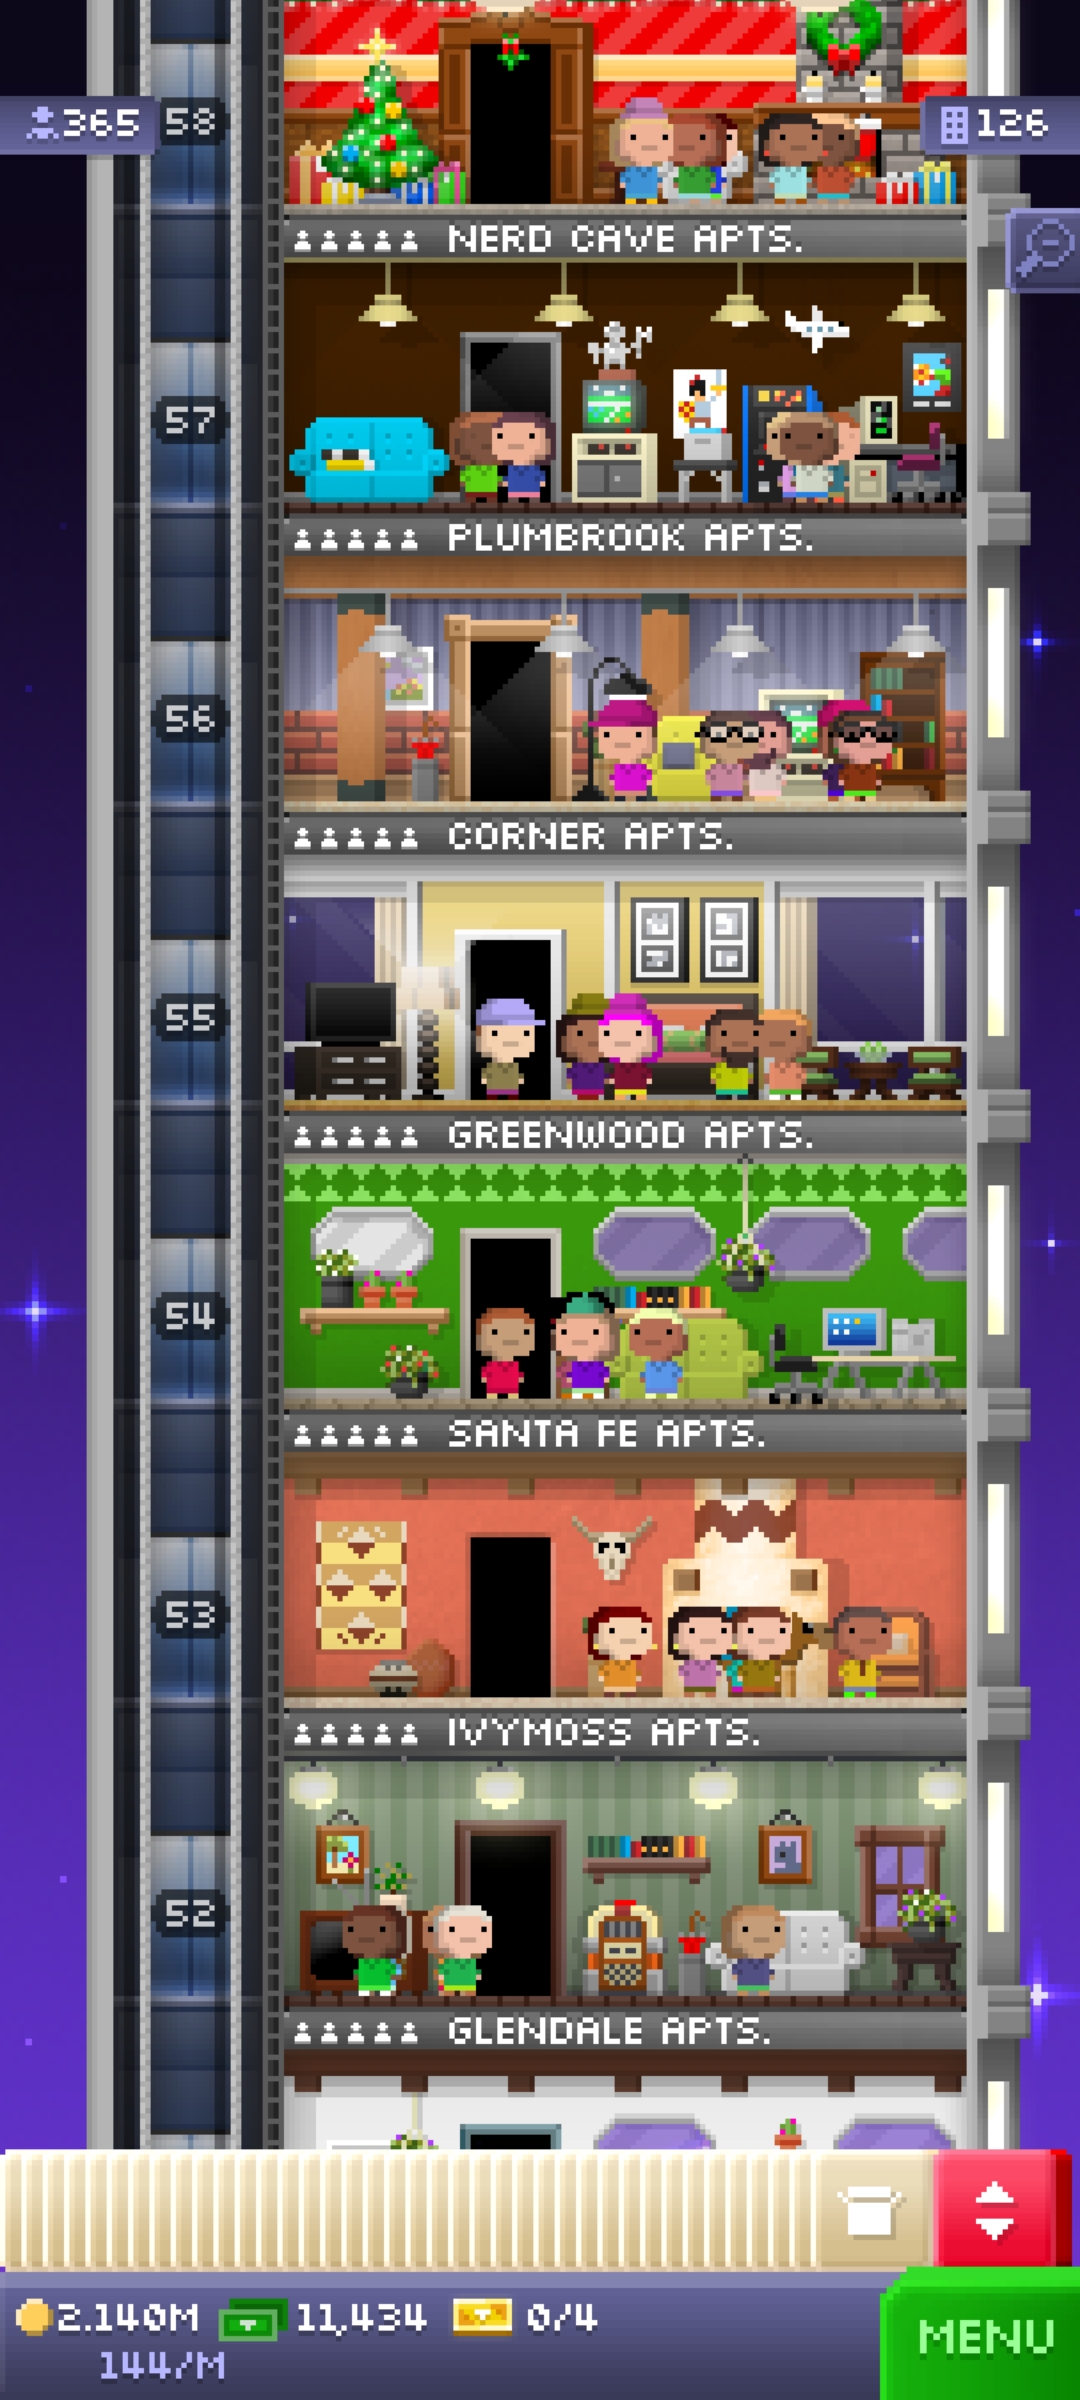 365
58
126
NERD CAVE APTS.
57
PLUMBROOK APTS.
56
CORNER APTS.
55
GREENWOOD APTS.
54
SANTA FE APTS.
53
IVYMOSS APTS.
52
GLENDALE APTS.
2.140M 11,434 0/4
144/M
MENU